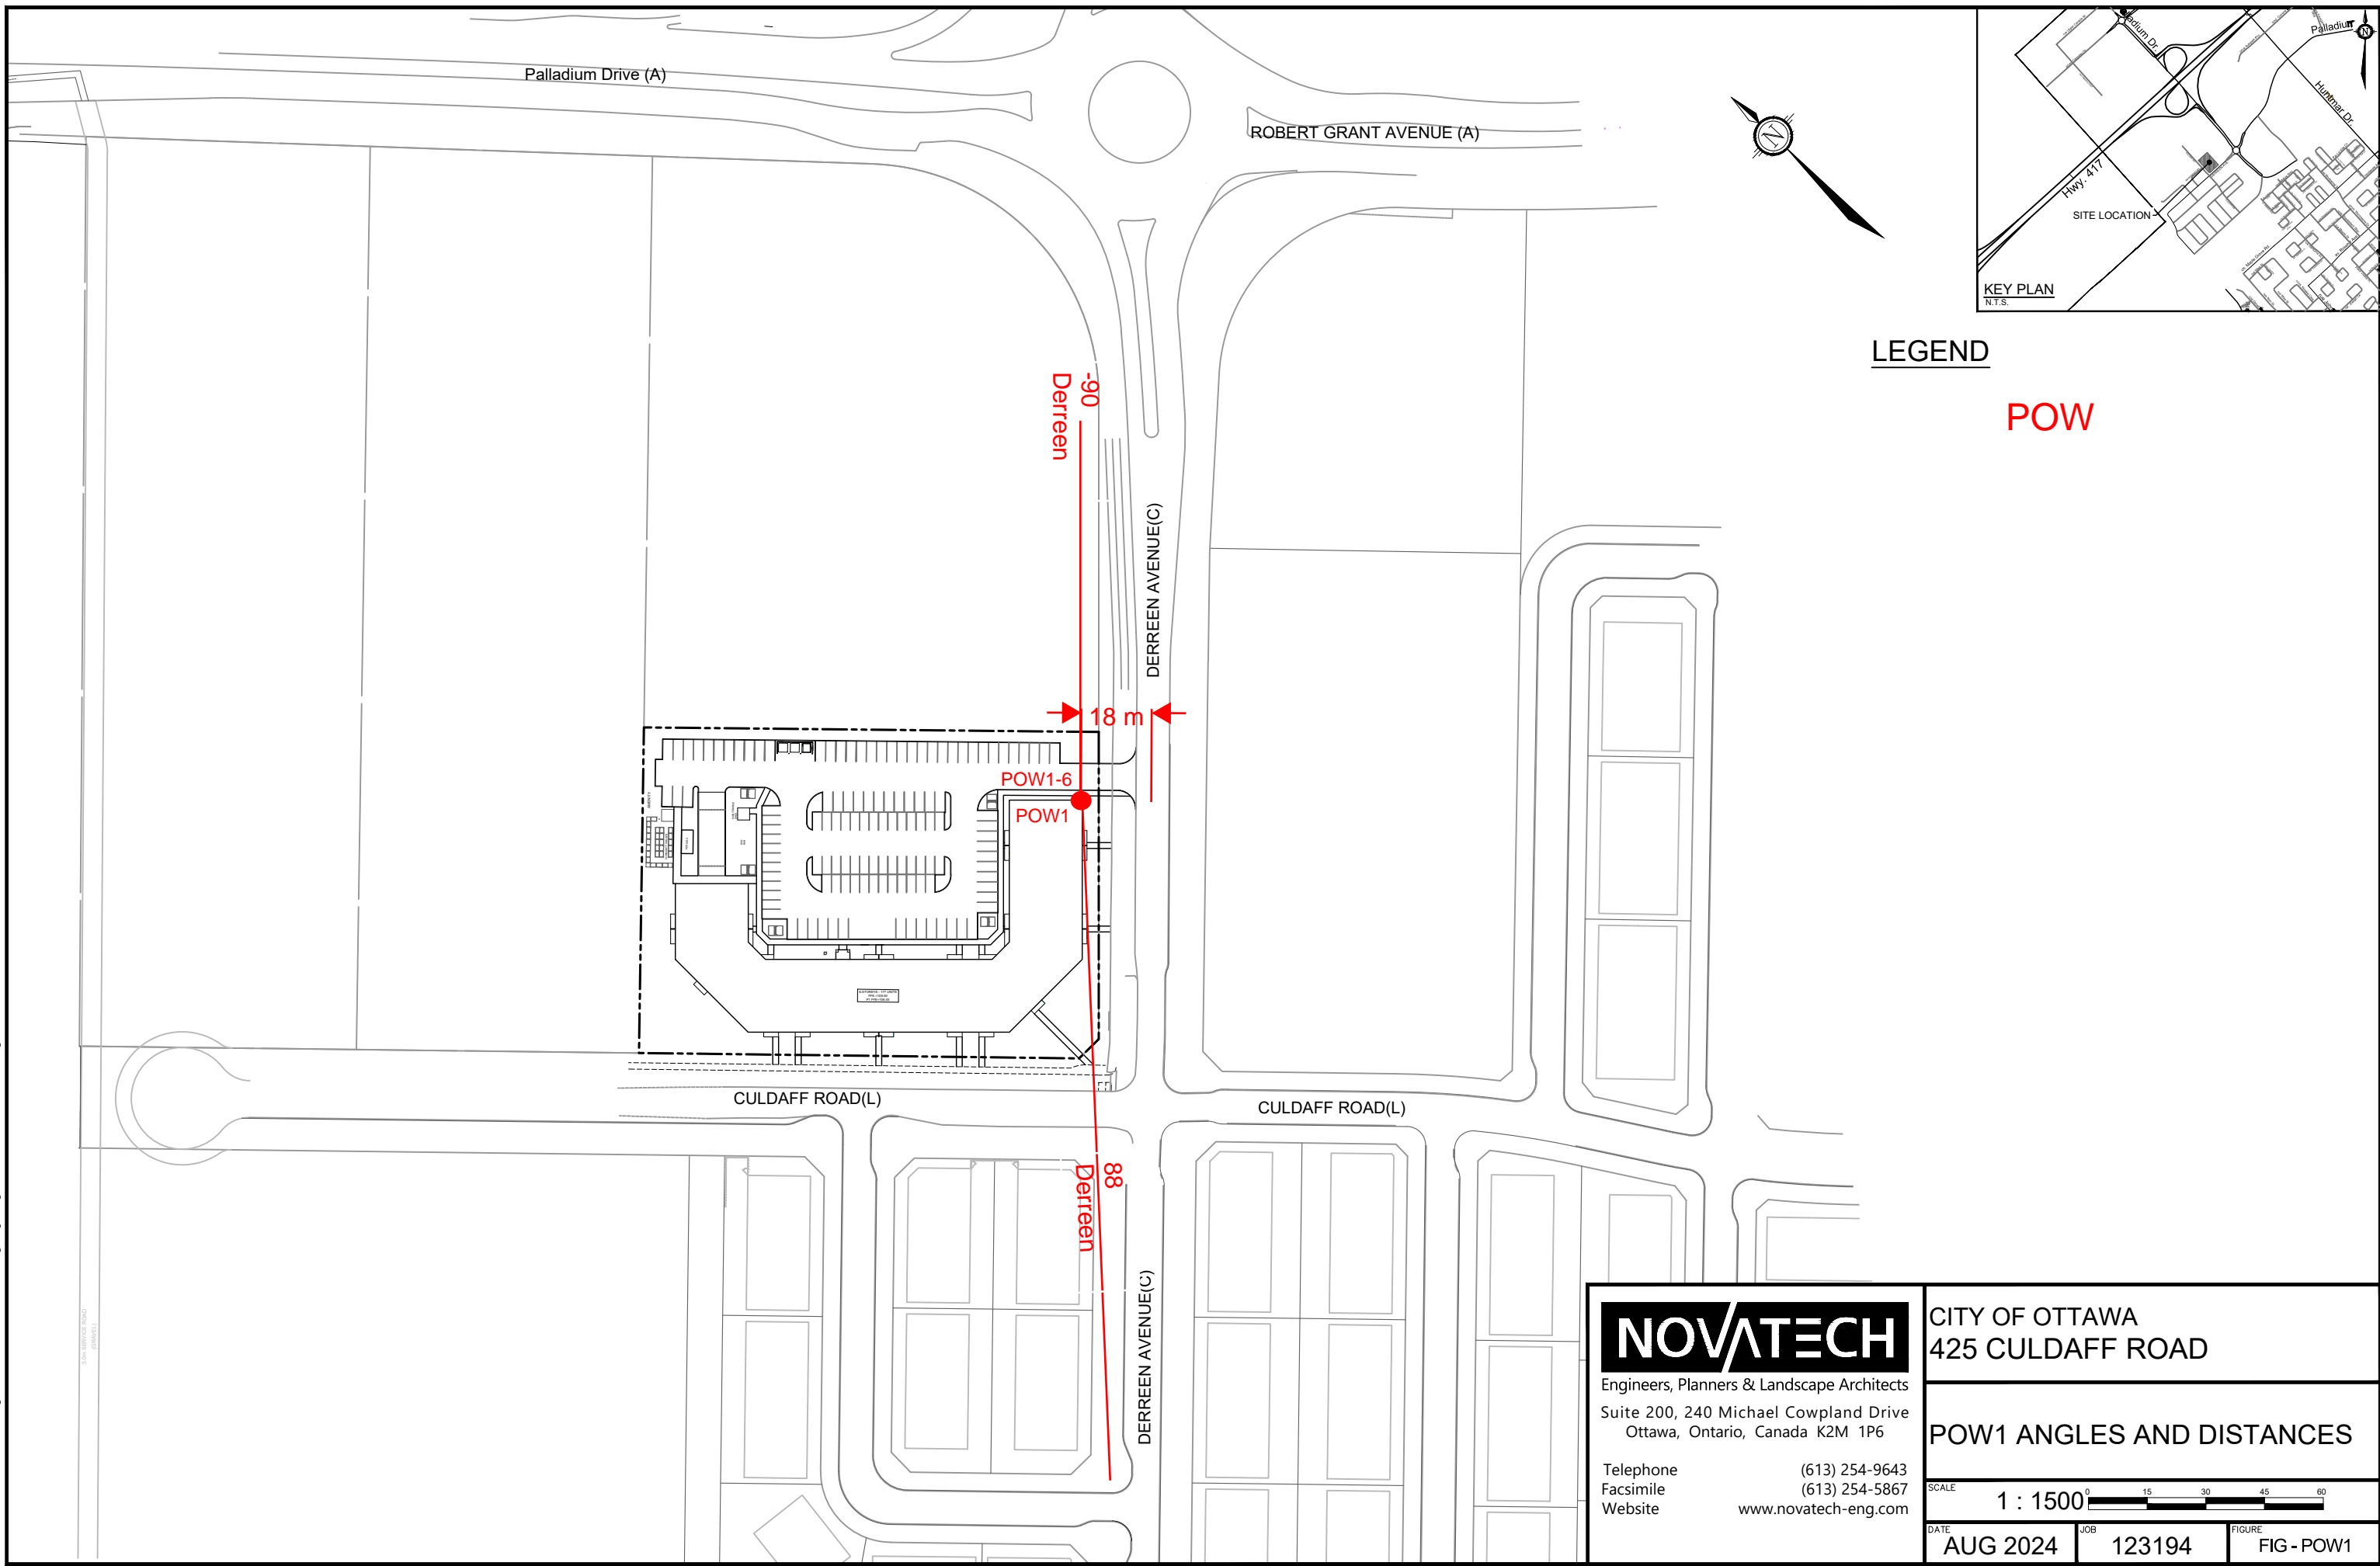 Palladium Drive (A)
ROBERT GRANT AVENUE (A)
N
Palladium
N
Huntmar Dr.
Hwy. 417
SITE LOCATION
KEY PLAN
N.T.S.
LEGEND
POW
-90
Derreen
DERREEN AVENUE(C)
18 m
POW1-6
POW1
CULDAFF ROAD(L)
CULDAFF ROAD(L)
88
Derreen
DERREEN AVENUE(C)
NOVATECH
Engineers, Planners & Landscape Architects
Suite 200, 240 Michael Cowpland Drive
Ottawa, Ontario, Canada K2M 1P6
Telephone (613) 254-9643
Facsimile (613) 254-5867
Website www.novatech-eng.com
CITY OF OTTAWA
425 CULDAFF ROAD
POW1 ANGLES AND DISTANCES
SCALE
1 : 1500
0 15 30 45 60
DATE
AUG 2024
JOB
123194
FIGURE
FIG - POW1